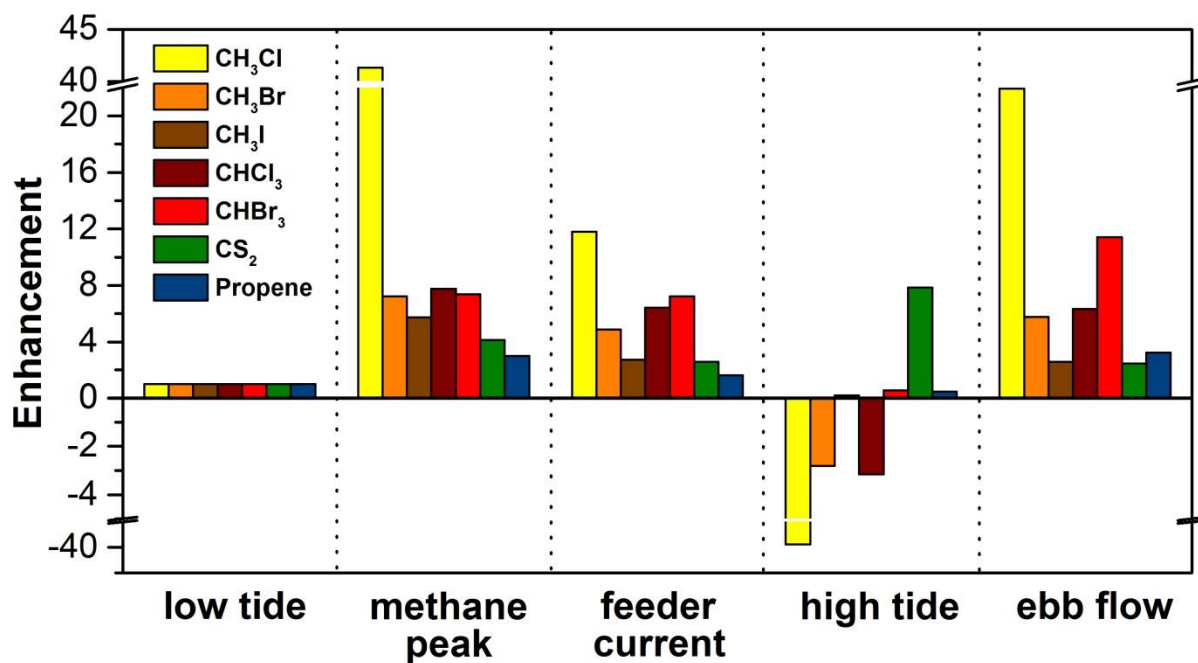 Enhancement
45
40
20
16
12
8
4
0
-2
-4
-40
CH₃Cl
CH₃Br
CH₃I
CHCl₃
CHBr₃
CS₂
Propene
low tide
methane
peak
feeder
current
high tide
ebb flow